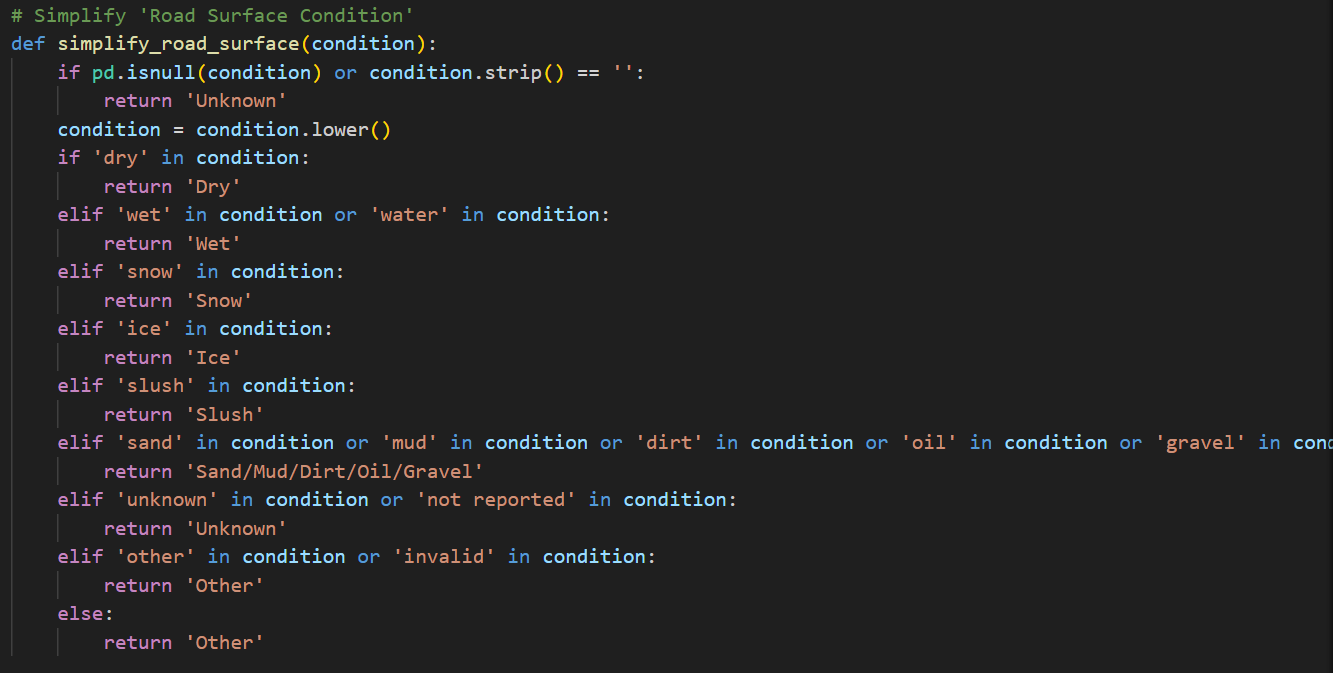 # Simplify 'Road Surface Condition'
def simplify_road_surface(condition):
    if pd.isnull(condition) or condition.strip() == '':
        return 'Unknown'
    condition = condition.lower()
    if 'dry' in condition:
        return 'Dry'
    elif 'wet' in condition or 'water' in condition:
        return 'Wet'
    elif 'snow' in condition:
        return 'Snow'
    elif 'ice' in condition:
        return 'Ice'
    elif 'slush' in condition:
        return 'Slush'
    elif 'sand' in condition or 'mud' in condition or 'dirt' in condition or 'oil' in condition or 'gravel' in
        return 'Sand/Mud/Dirt/Oil/Gravel'
    elif 'unknown' in condition or 'not reported' in condition:
        return 'Unknown'
    elif 'other' in condition or 'invalid' in condition:
        return 'Other'
    else:
        return 'Other'